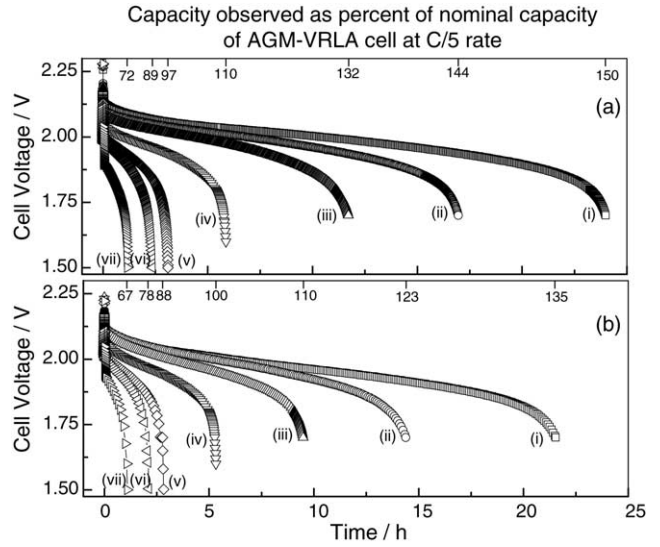 Capacity observed as percent of nominal capacity
of AGM-VRLA cell at C/5 rate
72 89 97 110 132 144 150
(a)
2.25
2.00
1.75
1.50
Cell Voltage / V
(vii) (vi) (v) (iv) (iii) (ii) (i)
67 78 88 100 110 123 135
(b)
2.25
2.00
1.75
1.50
Cell Voltage / V
(vii) (vi) (v) (iv) (iii) (ii) (i)
0 5 10 15 20 25
Time / h